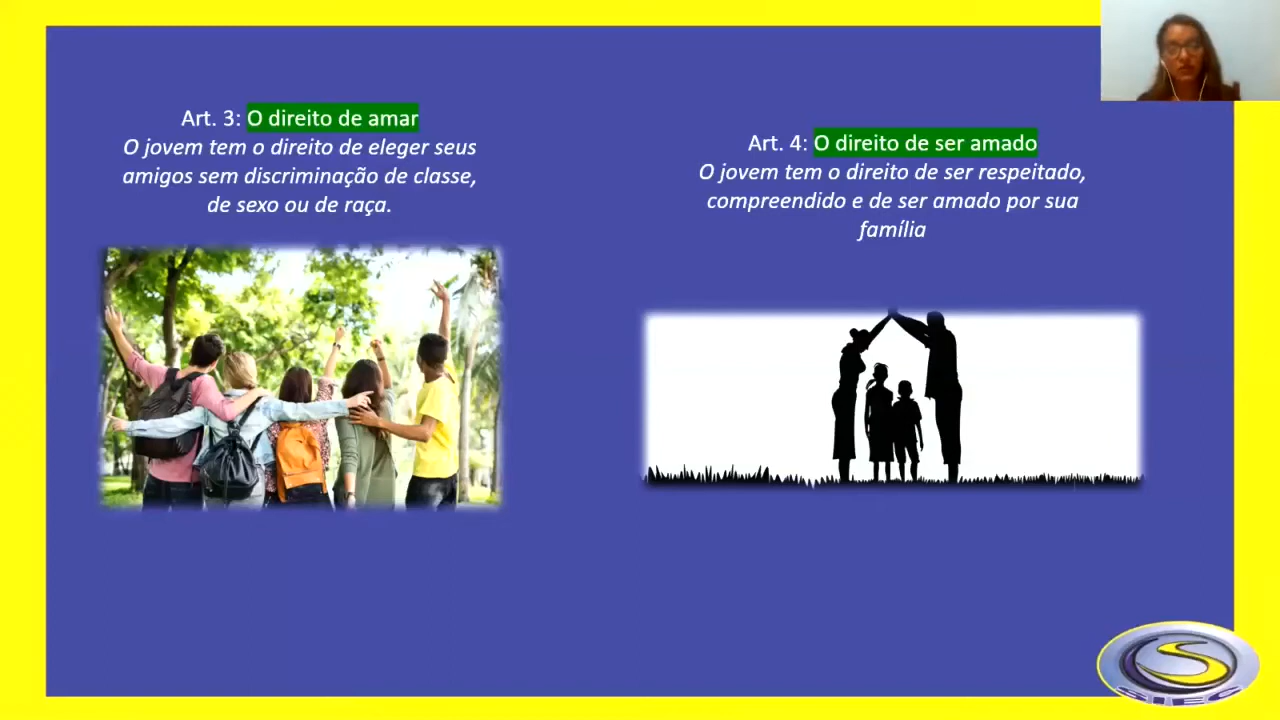 Art. 3: O direito de amar
O jovem tem o direito de eleger seus
amigos sem discriminação de classe,
de sexo ou de raça.
Art. 4: O direito de ser amado
O jovem tem o direito de ser respeitado,
compreendido e de ser amado por sua
família
SIEC